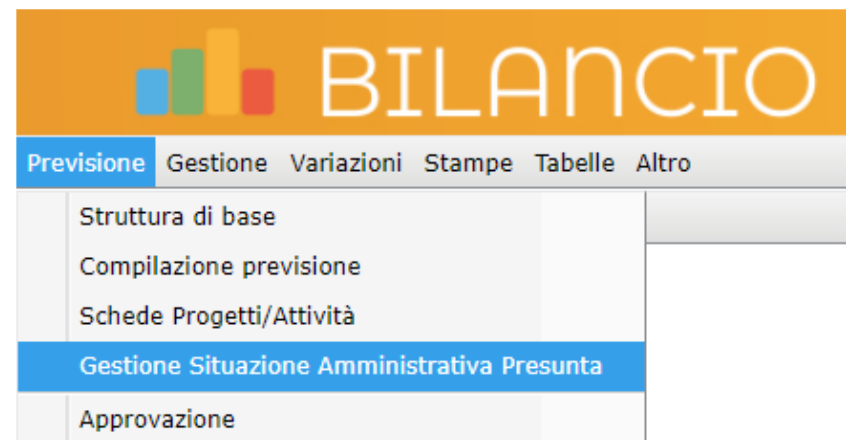 BILANCIO
Previsione Gestione Variazioni Stampe Tabelle Altro
Struttura di base
Compilazione previsione
Schede Progetti/Attività
Gestione Situazione Amministrativa Presunta
Approvazione